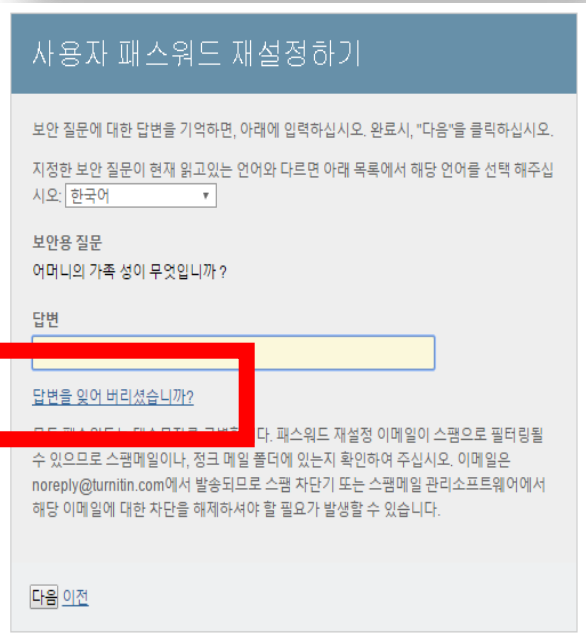 사용자 패스워드 재설정하기
보안 질문에 대한 답변을 기억하면, 아래에 입력하십시오. 완료시, "다음"을 클릭하십시오.
지정한 보안 질문이 현재 읽고있는 언어와 다르면 아래 목록에서 해당 언어를 선택 해주십
시오: 한국어
보안용 질문
어머니의 가족 성이 무엇입니까 ?
답변
답변을 잊어 버리셨습니까?
다. 패스워드 재설정 이메일이 스팸으로 필터링될
수 있으므로 스팸메일이나, 정크 메일 폴더에 있는지 확인하여 주십시오. 이메일은
noreply@turnitin.com에서 발송되므로 스팸 차단기 또는 스팸메일 관리소프트웨어에서
해당 이메일에 대한 차단을 해제하셔야 할 필요가 발생할 수 있습니다.
다음 이전